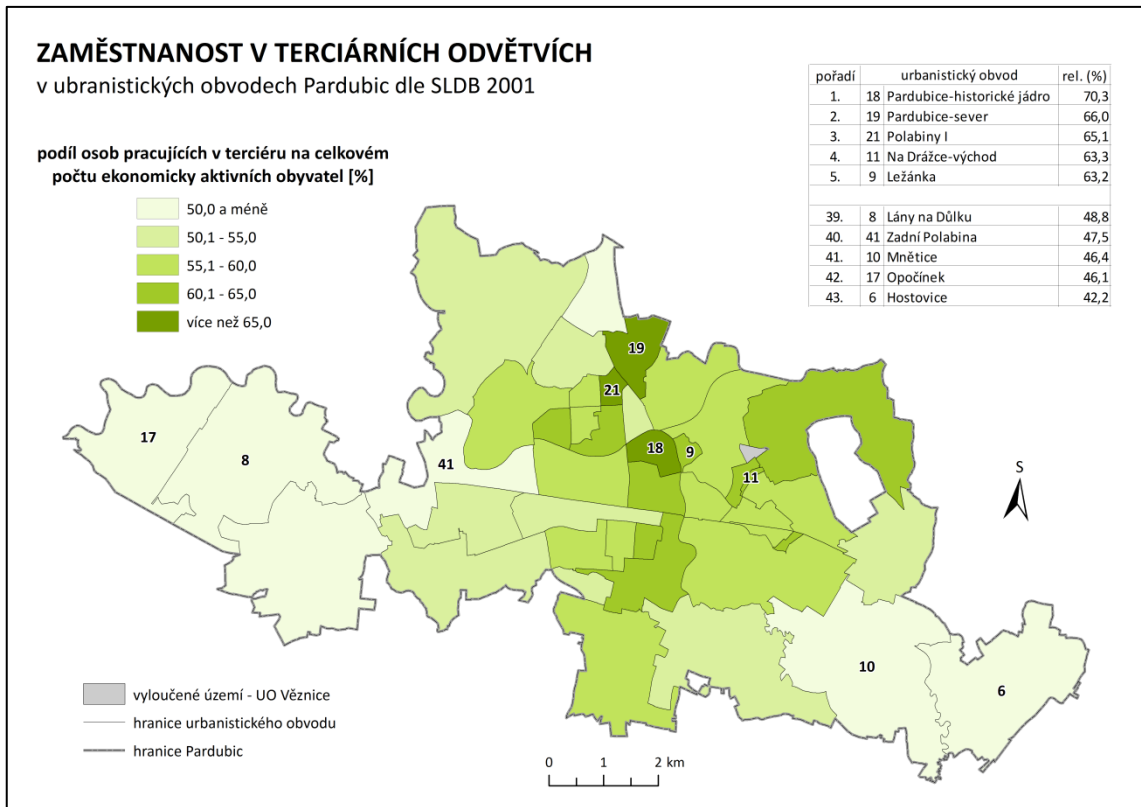 ZAMĚSTNANOST V TERCIÁRNÍCH ODVĚTVÍCH
v ubranistických obvodech Pardubic dle SLDB 2001
pořadí urbanistický obvod rel. (%)
1. 18 Pardubice-historické jádro 70,3
2. 19 Pardubice-sever 66,0
3. 21 Polabiny I 65,1
4. 11 Na Drážce-východ 63,3
5. 9 Ležánka 63,2
39. 8 Lány na Důlku 48,8
40. 41 Zadní Polabina 47,5
41. 10 Mnětice 46,4
42. 17 Opočínek 46,1
43. 6 Hostovice 42,2
podíl osob pracujících v terciéru na celkovém
počtu ekonomicky aktivních obyvatel [%]
50,0 a méně
50,1 - 55,0
55,1 - 60,0
60,1 - 65,0
více než 65,0
19
21
17
8
41
18
9
11
S
10
6
vyloučené území - UO Věznice
hranice urbanistického obvodu
hranice Pardubic
0 1 2 km